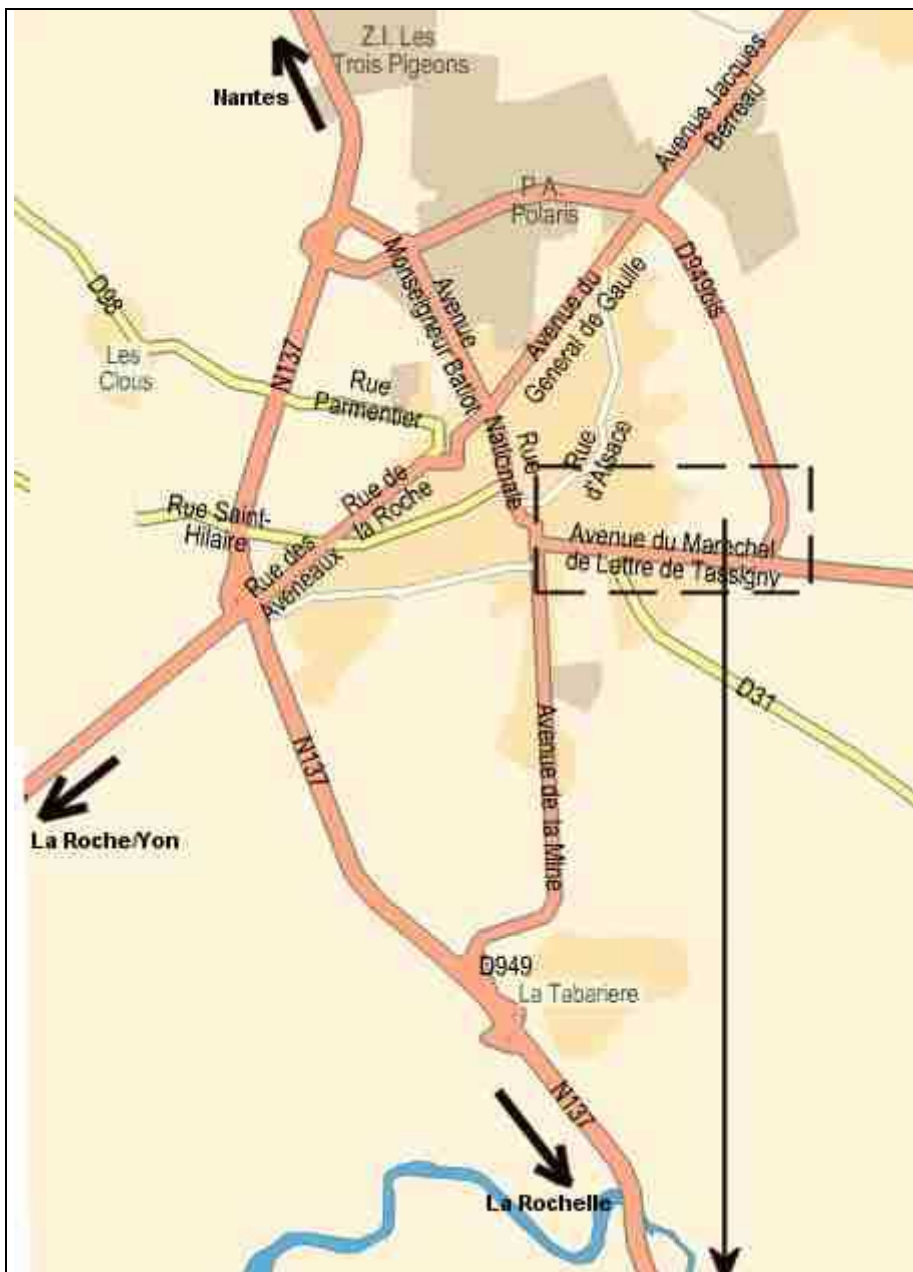 Z.I. Les
Trois Pigeons
Nantes
Avenue Jacques
Berreau
P.A.
Polaris
D949bis
Avenue
Monseigneur Batiot
Avenue du
General de Gaulle
D98
Les
Clous
N137
Rue
Parmentier
Rue
Nationale
Rue
d'Alsace
Rue de
la Roche
Rue Saint-
Hilaire
Rue des
Aveneaux
Avenue du Marechal
de Lattre de Tassigny
D31
N137
Avenue de la Mine
La Roche/Yon
D949
La Tabariere
N137
La Rochelle